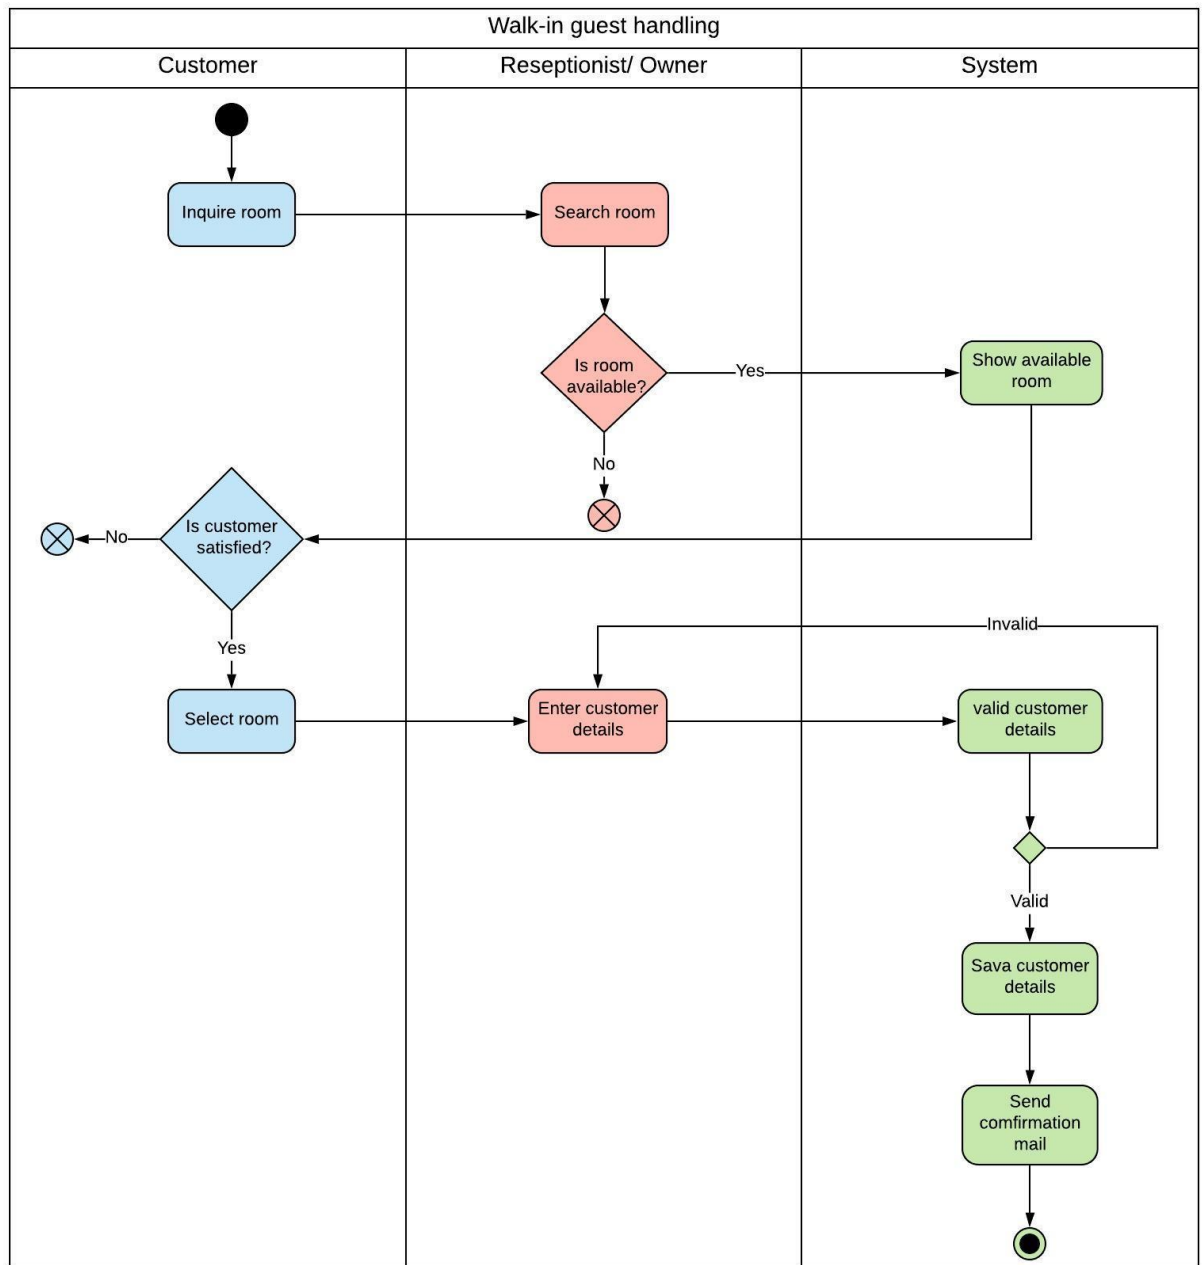 Walk-in guest handling
Customer
Reseptionist/ Owner
System
Inquire room
Search room
Is room
available?
Yes
Show available
room
No
Is customer
satisfied?
No
Yes
Invalid
Select room
Enter customer
details
valid customer
details
Valid
Sava customer
details
Send
comfirmation
mail